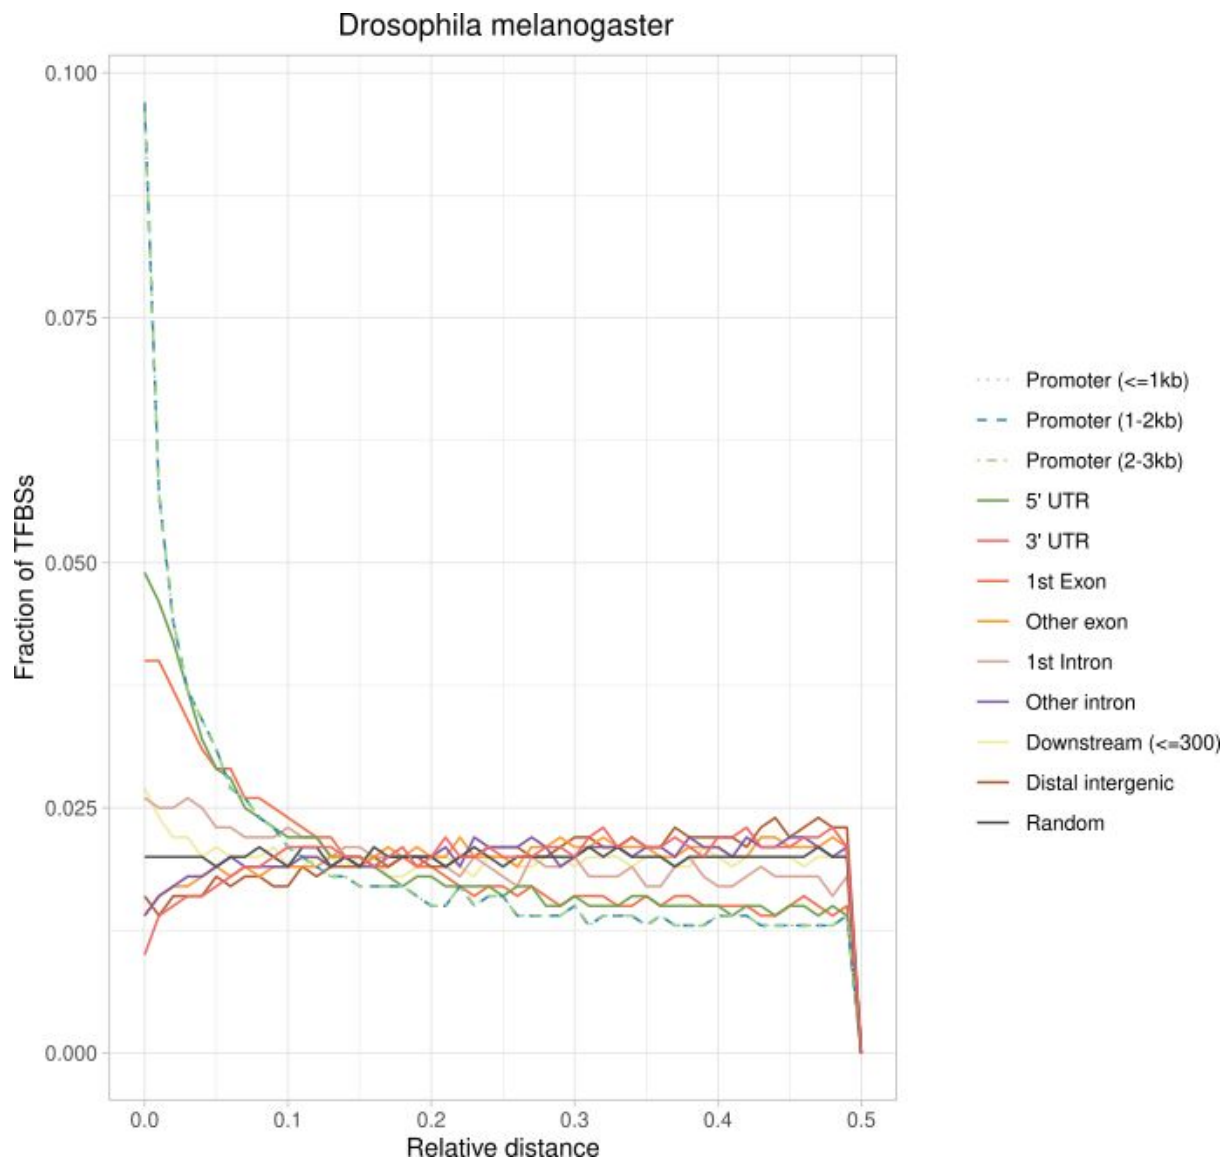 Drosophila melanogaster
0.100
0.075
0.050
0.025
0.000
Fraction of TFBSs
0.0 0.1 0.2 0.3 0.4 0.5
Relative distance
Promoter (<=1kb)
Promoter (1-2kb)
Promoter (2-3kb)
5' UTR
3' UTR
1st Exon
Other exon
1st Intron
Other intron
Downstream (<=300)
Distal intergenic
Random